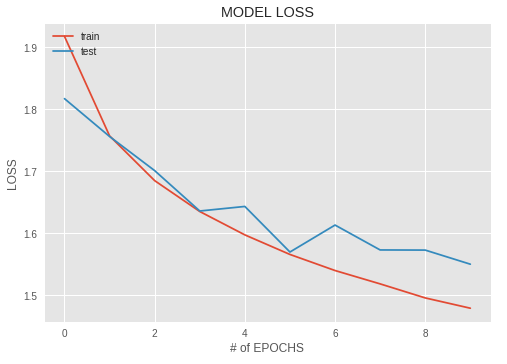 MODEL LOSS
train
test
1.9
1.8
1.7
1.6
1.5
LOSS
0
2
4
6
8
# of EPOCHS